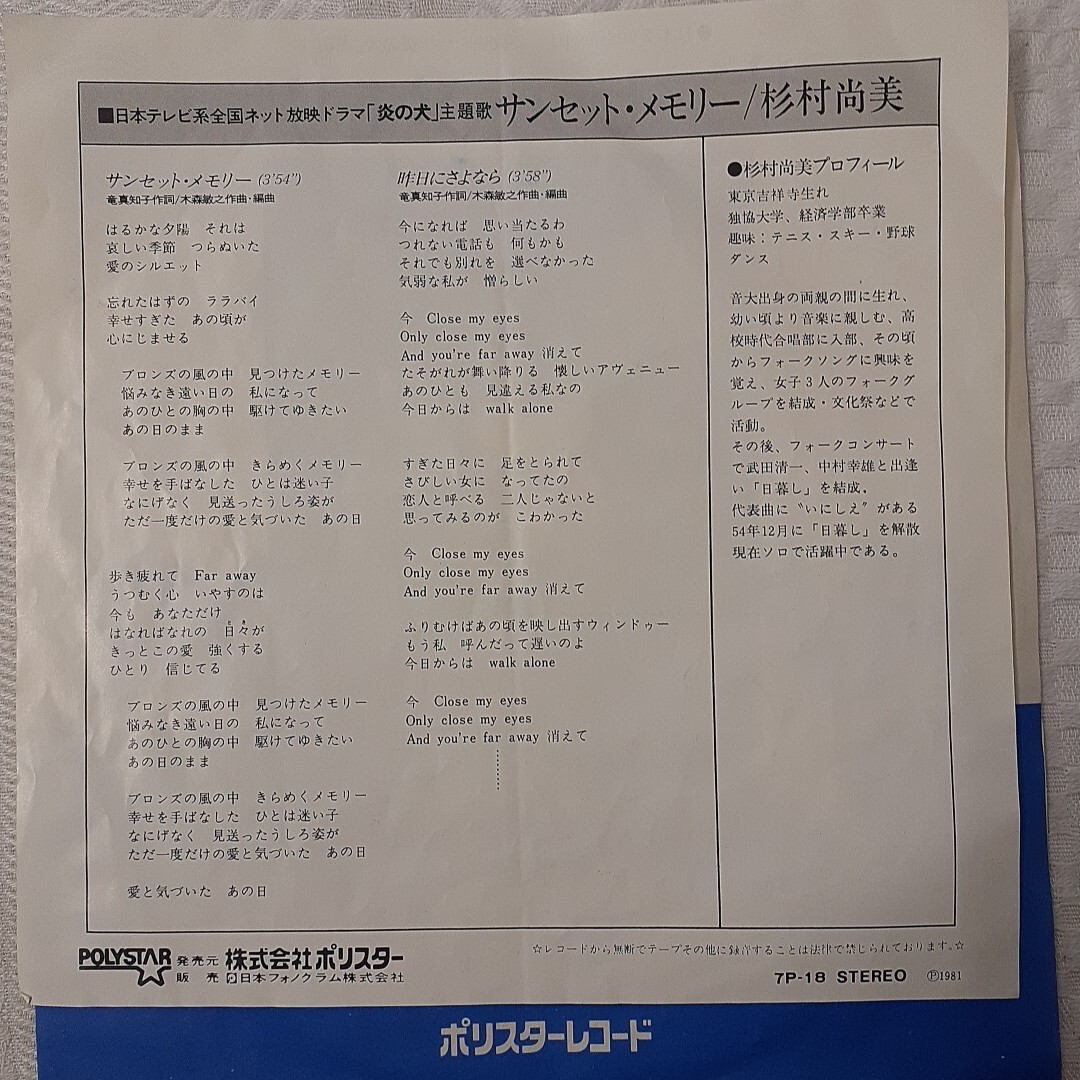 ■日本テレビ系全国ネット放映ドラマ「炎の犬」主題歌 サンセット・メモリー/杉村尚美
サンセット・メモリー (3'54")
竜真知子作詞/木森敏之作曲・編曲
はるかな夕陽 それは
哀しい季節 つらぬいた
愛のシルエット
忘れたはずの ララバイ
幸せすぎた あの頃が
心にじませる
ブロンズの風の中 見つけたメモリー
悩みなき遠い日の 私になって
あのひとの胸の中 駆けてゆきたい
あの日のまま
ブロンズの風の中 きらめくメモリー
幸せを手ばなした ひとは迷い子
なにげなく 見送ったうしろ姿が
ただ一度だけの愛と気づいた あの日
歩き疲れて Far away
うつむく心 いやすのは
今も あなただけ
はなればなれの 日々が
きっとこの愛 強くする
ひとり 信じてる
ブロンズの風の中 見つけたメモリー
悩みなき遠い日の 私になって
あのひとの胸の中 駆けてゆきたい
あの日のまま
ブロンズの風の中 きらめくメモリー
幸せを手ばなした ひとは迷い子
なにげなく 見送ったうしろ姿が
ただ一度だけの愛と気づいた あの日
愛と気づいた あの日
昨日にさよなら (3'58")
竜真知子作詞/木森敏之作曲・編曲
今になれば 思い当たるわ
つれない電話も 何もかも
それでも別れを 選べなかった
気弱な私が 憎らしい
今 Close my eyes
Only close my eyes
And you're far away 消えて
たそがれが舞い降りる 懐しいアヴェニュー
あのひとも 見違える私なの
今日からは walk alone
すぎた日々に 足をとられて
さびしい女に なってたの
恋人と呼べる 二人じゃないと
思ってみるのが こわかった
今 Close my eyes
Only close my eyes
And you're far away 消えて
ふりむけばあの頃を映し出すウィンドゥー
もう私 呼んだって遅いのよ
今日からは walk alone
今 Close my eyes
Only close my eyes
And you're far away 消えて
●杉村尚美プロフィール
東京吉祥寺生れ
独協大学、経済学部卒業
趣味：テニス・スキー・野球
ダンス
音大出身の両親の間に生れ、
幼い頃より音楽に親しむ、高
校時代合唱部に入部、その頃
からフォークソングに興味を
覚え、女子3人のフォークグ
ループを結成・文化祭などで
活動。
その後、フォークコンサート
で武田清一、中村幸雄と出逢
い「日暮し」を結成。
代表曲に〝いにしえ〟がある
54年12月に「日暮し」を解散
現在ソロで活躍中である。
☆レコードから無断でテープその他に録音することは法律で禁じられております。☆
POLYSTAR 発売元 株式会社ポリスター
販売 日本フォノグラム株式会社
7P-18 STEREO Ⓟ1981
ポリスターレコード